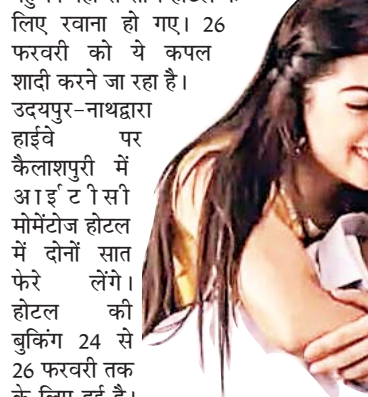 लिए रवाना हो गए। 26
फरवरी को ये कपल
शादी करने जा रहा है।
उदयपुर-नाथद्वारा
हाईवे पर
कैलाशपुरी में
आईटीसी
मोमेंटोज होटल
में दोनों सात
फेरे लेंगे।
होटल की
बुकिंग 24 से
26 फरवरी तक
के लिए हुई है।